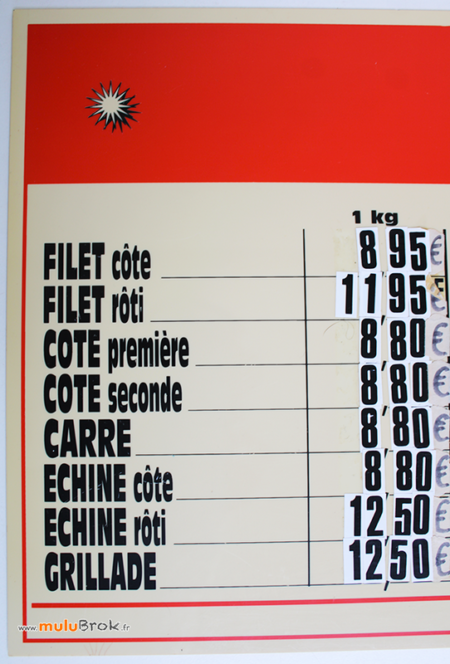 1 kg
FILET côte 8,95€
FILET rôti 11,95€
COTE première 8,80€
COTE seconde 8,80€
CARRE 8,80€
ECHINE côte 8,80€
ECHINE rôti 12,50€
GRILLADE 12,50€
www.muluBrok.fr